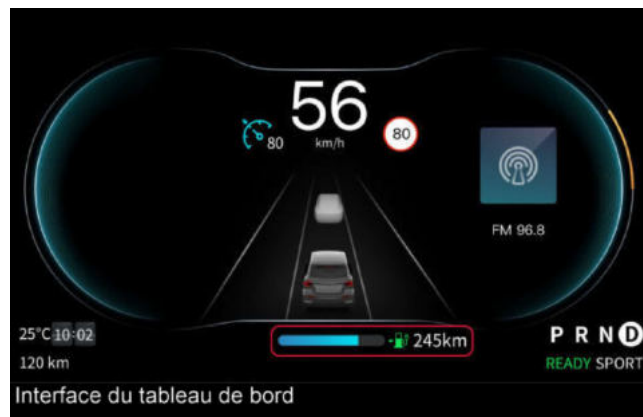 56
km/h
80
80
FM 96.8
25°C 10:02
120 km
245km
P R N D
READY SPORT
Interface du tableau de bord